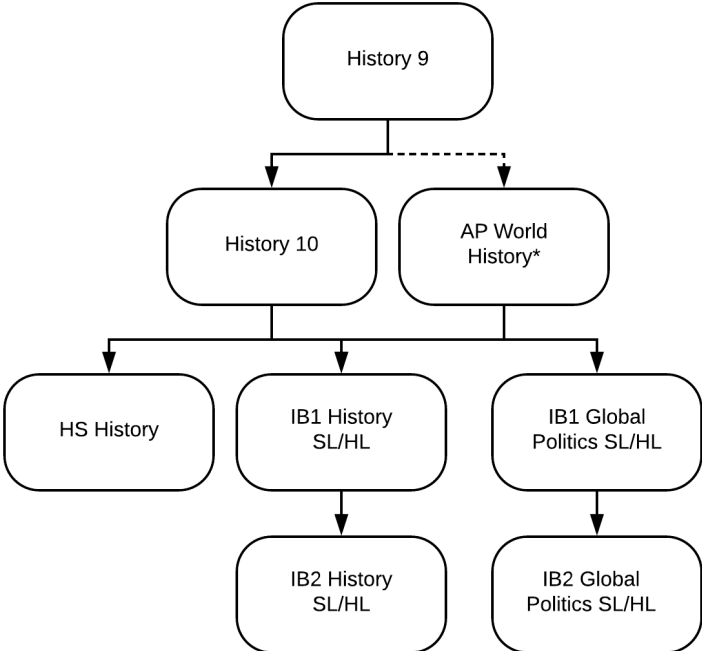 History 9
History 10
AP World
History*
HS History
IB1 History
SL/HL
IB1 Global
Politics SL/HL
IB2 History
SL/HL
IB2 Global
Politics SL/HL